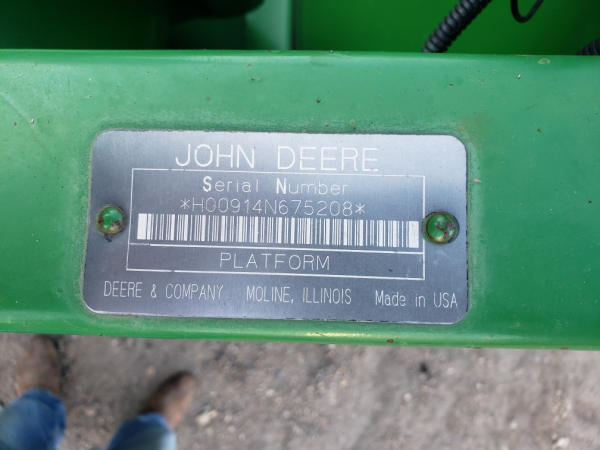 JOHN DEERE
Serial Number
*H00914N675208*
PLATFORM
DEERE & COMPANY MOLINE, ILLINOIS Made in USA